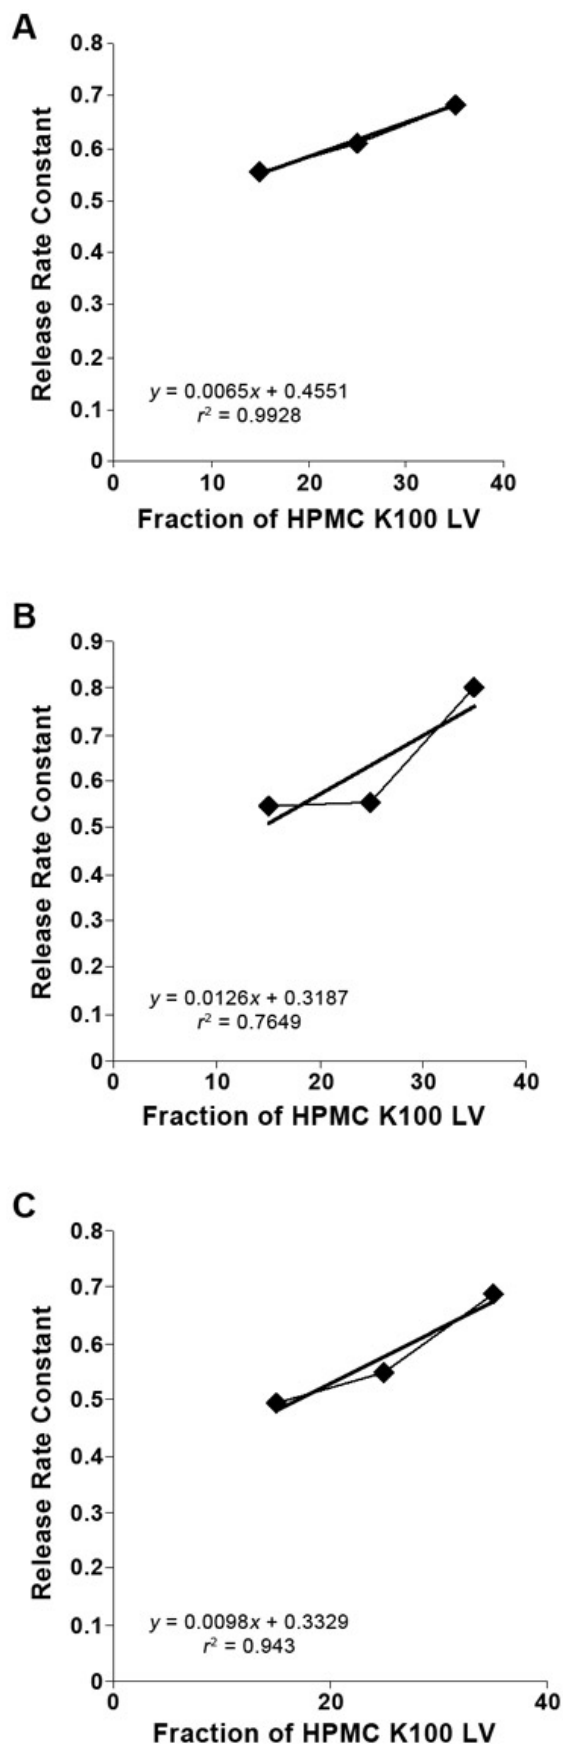 A
Release Rate Constant
0.8
0.7
0.6
0.5
0.4
0.3
0.2
0.1
0
y = 0.0065x + 0.4551
r² = 0.9928
0 10 20 30 40
Fraction of HPMC K100 LV
B
Release Rate Constant
0.9
0.8
0.7
0.6
0.5
0.4
0.3
0.2
0.1
0
y = 0.0126x + 0.3187
r² = 0.7649
0 10 20 30 40
Fraction of HPMC K100 LV
C
Release Rate Constant
0.8
0.7
0.6
0.5
0.4
0.3
0.2
0.1
0
y = 0.0098x + 0.3329
r² = 0.943
0 20 40
Fraction of HPMC K100 LV